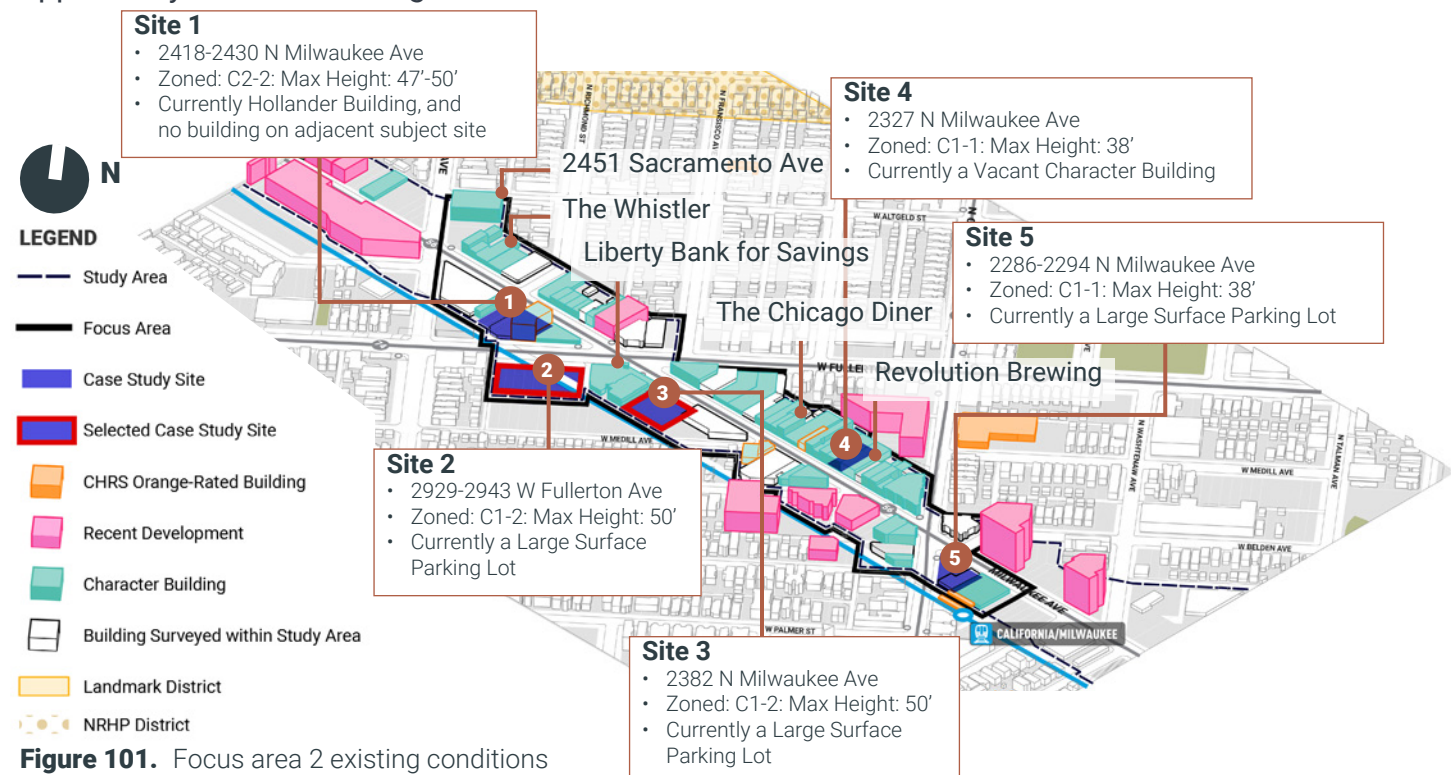 Site 1
• 2418-2430 N Milwaukee Ave
• Zoned: C2-2: Max Height: 47’-50’
• Currently Hollander Building, and
no building on adjacent subject site
Site 4
• 2327 N Milwaukee Ave
• Zoned: C1-1: Max Height: 38’
• Currently a Vacant Character Building
Site 5
• 2286-2294 N Milwaukee Ave
• Zoned: C1-1: Max Height: 38’
• Currently a Large Surface Parking Lot
N
LEGEND
Study Area
Focus Area
Case Study Site
Selected Case Study Site
CHRS Orange-Rated Building
Recent Development
Character Building
Building Surveyed within Study Area
Landmark District
NRHP District
2451 Sacramento Ave
The Whistler
Liberty Bank for Savings
The Chicago Diner
Revolution Brewing
N RICHMOND ST
N FRANSISCO AVE
W ALTGELD ST
W FULLER
W MEDILL AVE
N WASHTENAW AVE
N TALMAN AVE
W MEDILL AVE
W BELDEN AVE
MILWAUKEE AVE
W PALMER ST
CALIFORNIA/MILWAUKEE
1
2
3
4
5
Site 2
• 2929-2943 W Fullerton Ave
• Zoned: C1-2: Max Height: 50’
• Currently a Large Surface
Parking Lot
Site 3
• 2382 N Milwaukee Ave
• Zoned: C1-2: Max Height: 50’
• Currently a Large Surface
Parking Lot
Figure 101. Focus area 2 existing conditions